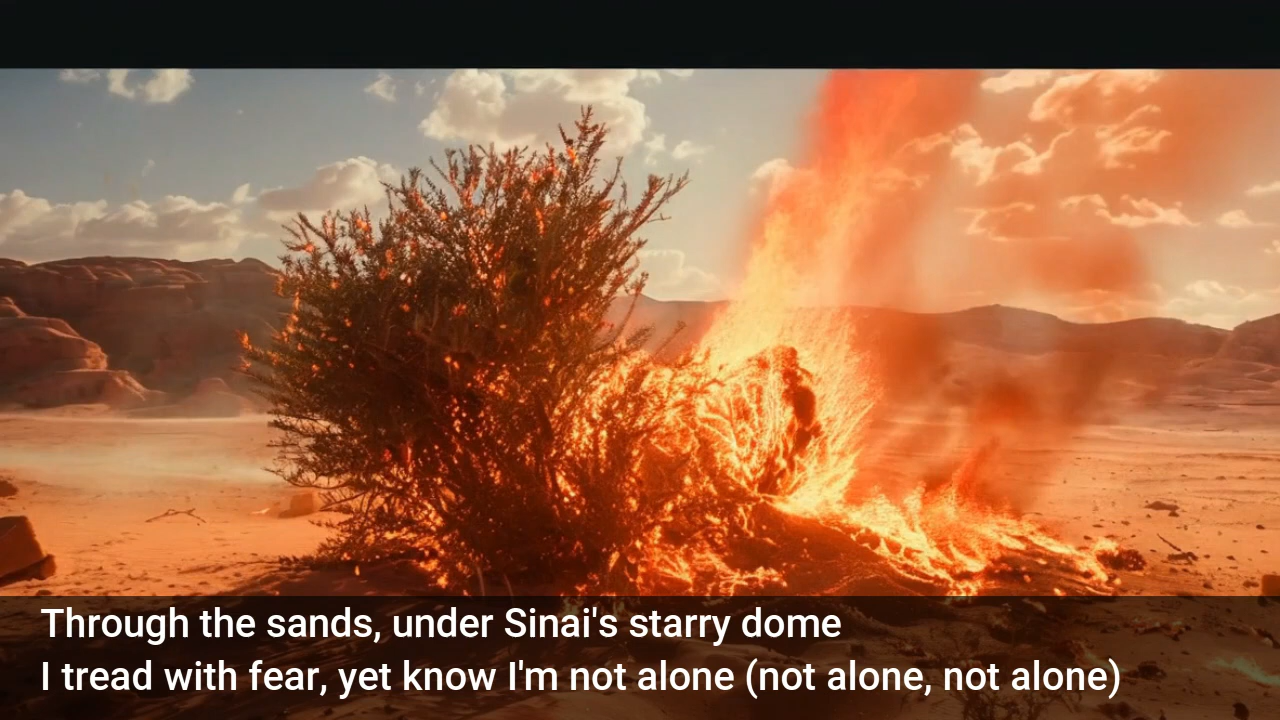 Through the sands, under Sinai's starry dome
I tread with fear, yet know I'm not alone (not alone, not alone)